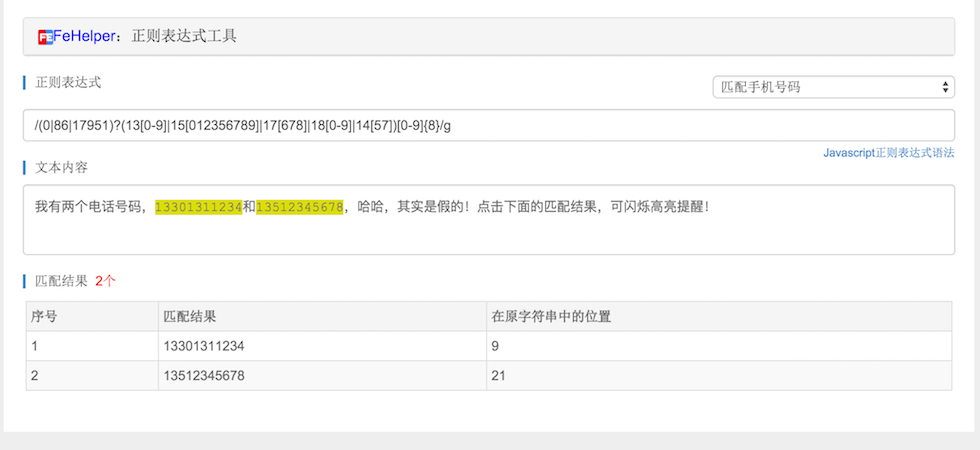 FeHelper：正则表达式工具
正则表达式
匹配手机号码
/(0|86|17951)?(13[0-9]|15[012356789]|17[678]|18[0-9]|14[57])[0-9]{8}/g
Javascript正则表达式语法
文本内容
我有两个电话号码，13301311234和13512345678，哈哈，其实是假的！点击下面的匹配结果，可闪烁高亮提醒！
匹配结果 2个
序号 匹配结果 在原字符串中的位置
1 13301311234 9
2 13512345678 21